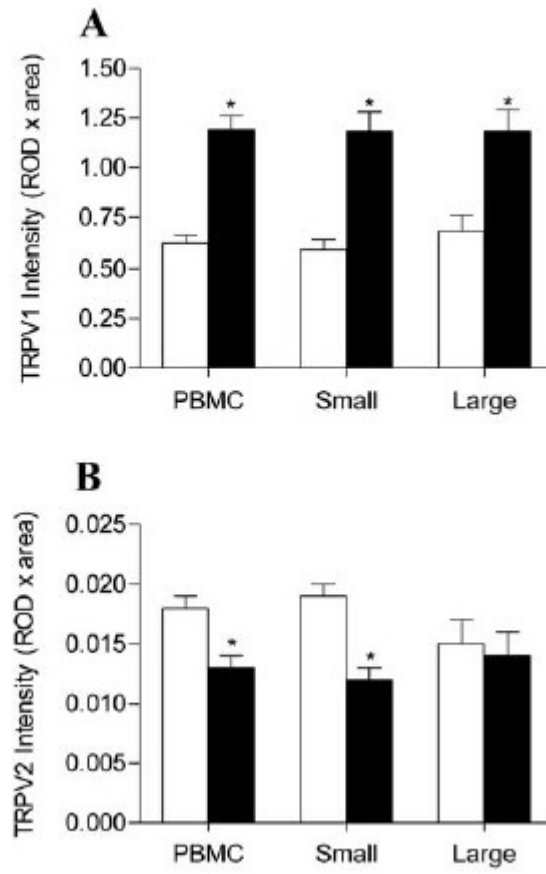 A
TRPV1 Intensity (ROD x area)
1.50
1.25
1.00
0.75
0.50
0.25
0.00
* * *
PBMC Small Large
B
TRPV2 Intensity (ROD x area)
0.025
0.020
0.015
0.010
0.005
0.000
* *
PBMC Small Large